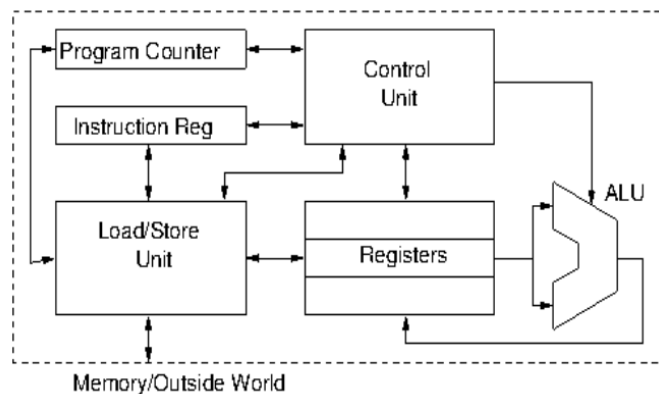 Program Counter
Control
Unit
Instruction Reg
ALU
Load/Store
Unit
Registers
Memory/Outside World